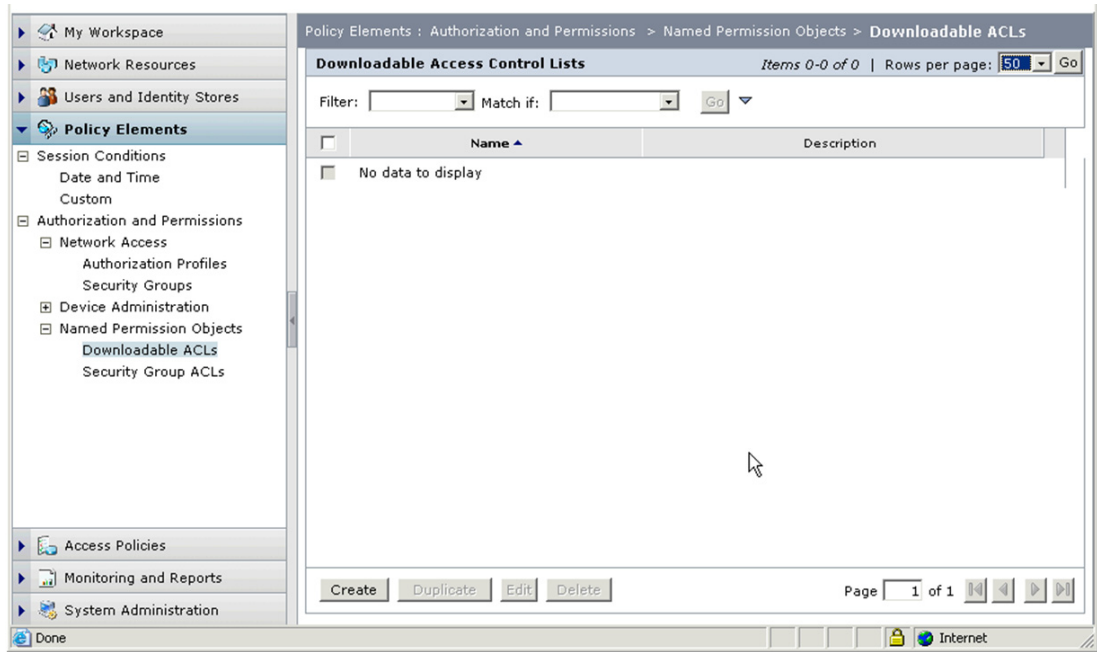 My Workspace
Network Resources
Users and Identity Stores
Policy Elements
Session Conditions
Date and Time
Custom
Authorization and Permissions
Network Access
Authorization Profiles
Security Groups
Device Administration
Named Permission Objects
Downloadable ACLs
Security Group ACLs
Access Policies
Monitoring and Reports
System Administration
Policy Elements : Authorization and Permissions > Named Permission Objects > Downloadable ACLs
Downloadable Access Control Lists Items 0-0 of 0 | Rows per page: 50 Go
Filter: Match if: Go
Name Description
No data to display
Create Duplicate Edit Delete Page 1 of 1
Done Internet